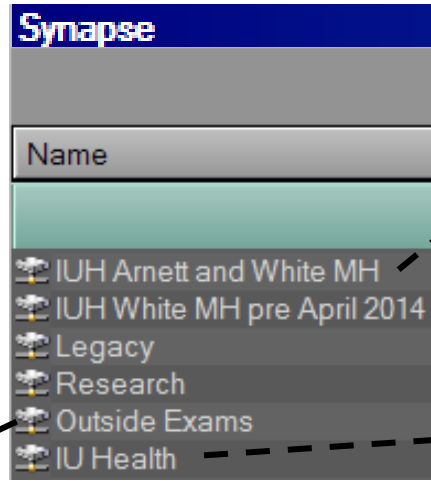 Synapse
Name
IUH Arnett and White MH
IUH White MH pre April 2014
Legacy
Research
Outside Exams
IU Health